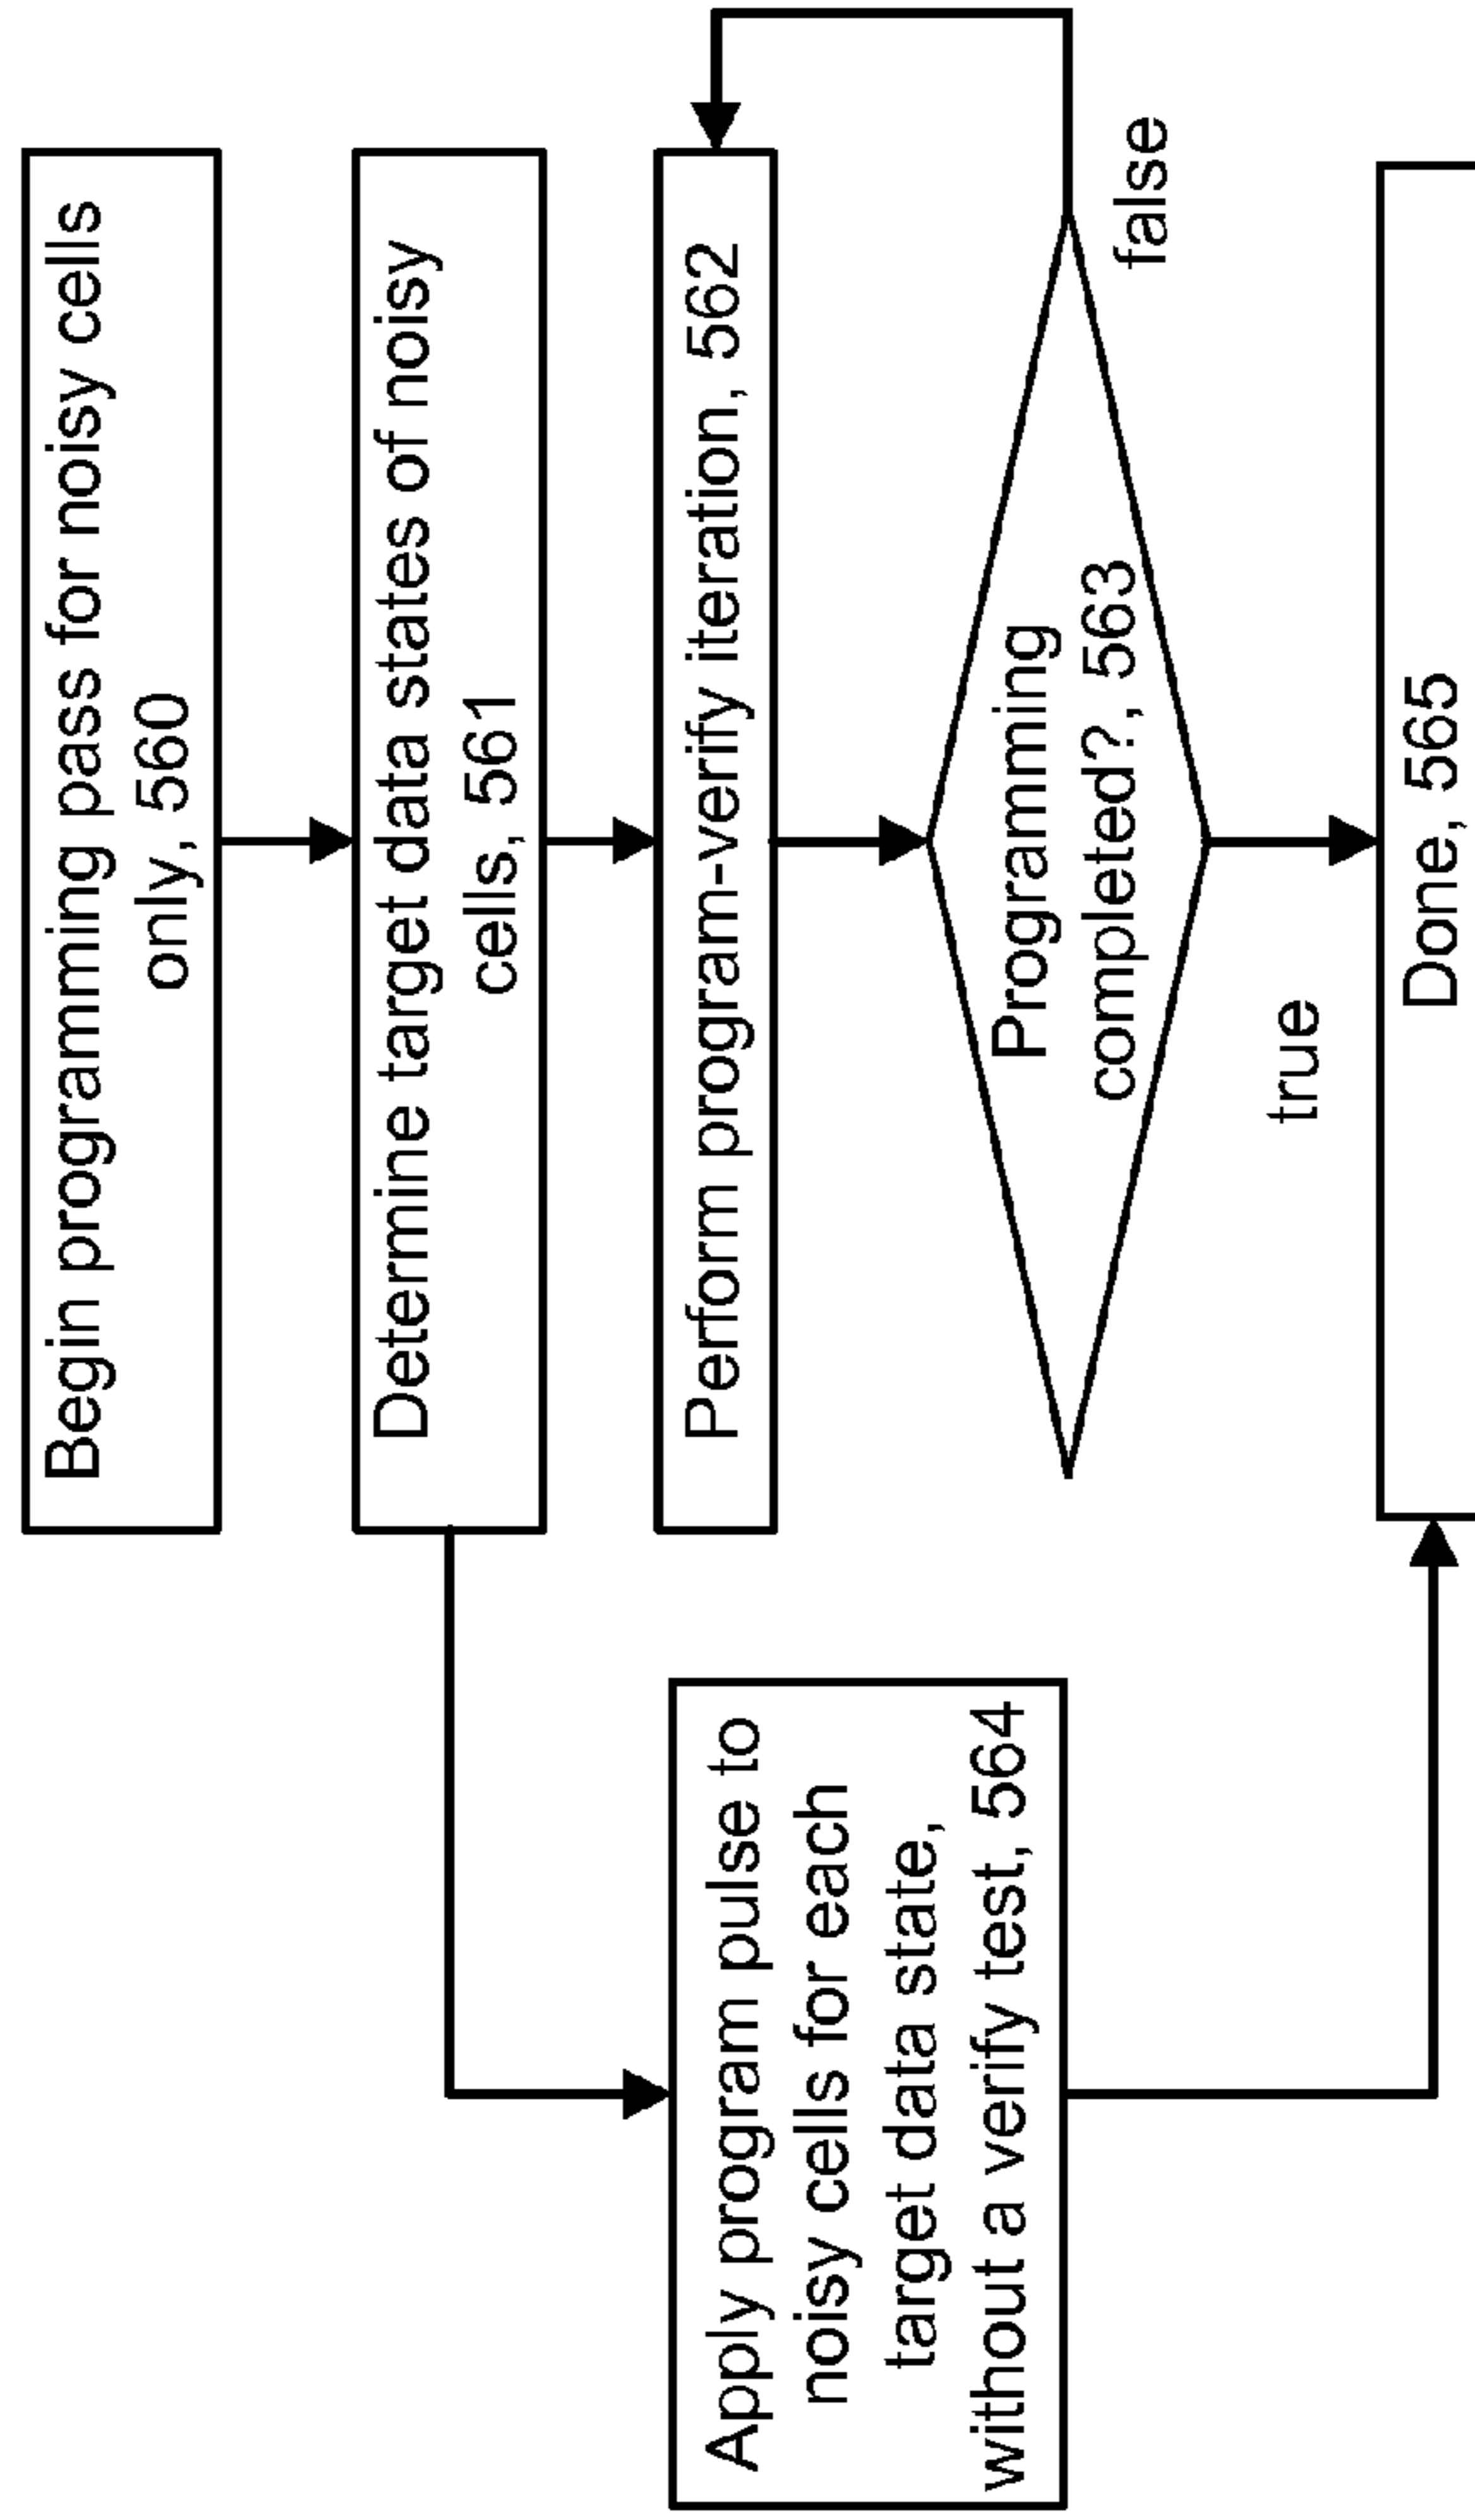 Begin programming pass for noisy cells
only, 560
Determine target data states of noisy
cells, 561
Perform program-verify iteration, 562
Programming
completed?, 563
false
true
Apply program pulse to
noisy cells for each
target data state,
without a verify test, 564
Done, 565